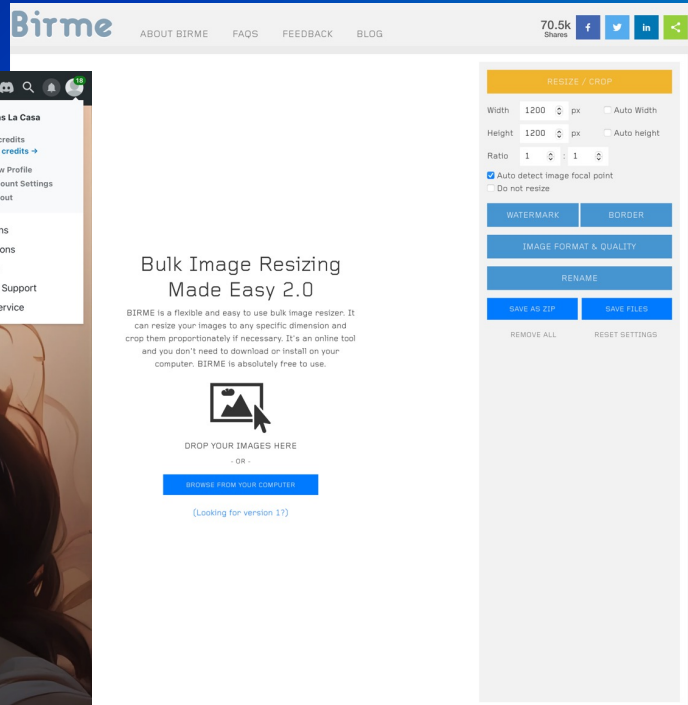 Birme
ABOUT BIRME
FAQS
FEEDBACK
BLOG
70.5k
Shares
18
s La Casa
credits
credits →
w Profile
ount Settings
out
ns
ons
Support
ervice
Bulk Image Resizing
Made Easy 2.0
BIRME is a flexible and easy to use bulk image resizer. It
can resize your images to any specific dimension and
crop them proportionately if necessary. It's an online tool
and you don't need to download or install on your
computer. BIRME is absolutely free to use.
DROP YOUR IMAGES HERE
- OR -
BROWSE FROM YOUR COMPUTER
(Looking for version 1?)
RESIZE / CROP
Width 1200 px Auto Width
Height 1200 px Auto height
Ratio 1 : 1
Auto detect image focal point
Do not resize
WATERMARK
BORDER
IMAGE FORMAT & QUALITY
RENAME
SAVE AS ZIP
SAVE FILES
REMOVE ALL
RESET SETTINGS